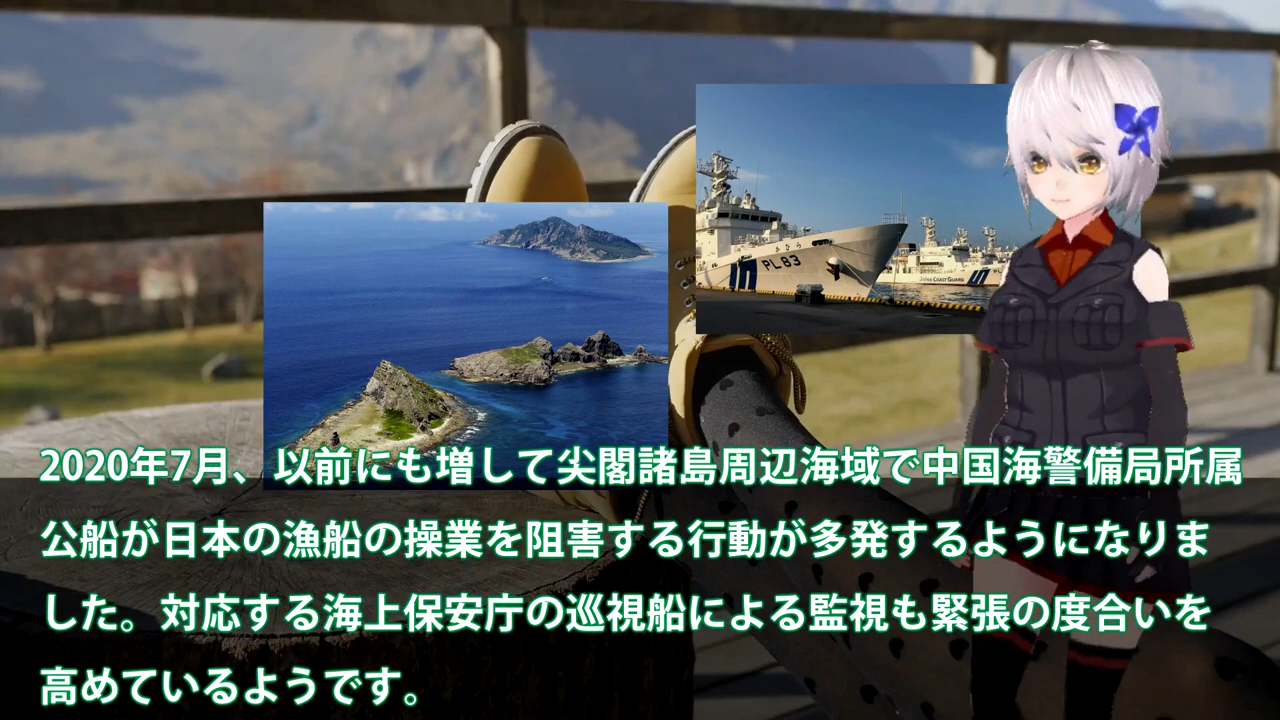 PL 83
Japan Coast Guard
2020年7月、以前にも増して尖閣諸島周辺海域で中国海警備局所属
公船が日本の漁船の操業を阻害する行動が多発するようになりま
した。対応する海上保安庁の巡視船による監視も緊張の度合いを
高めているようです。